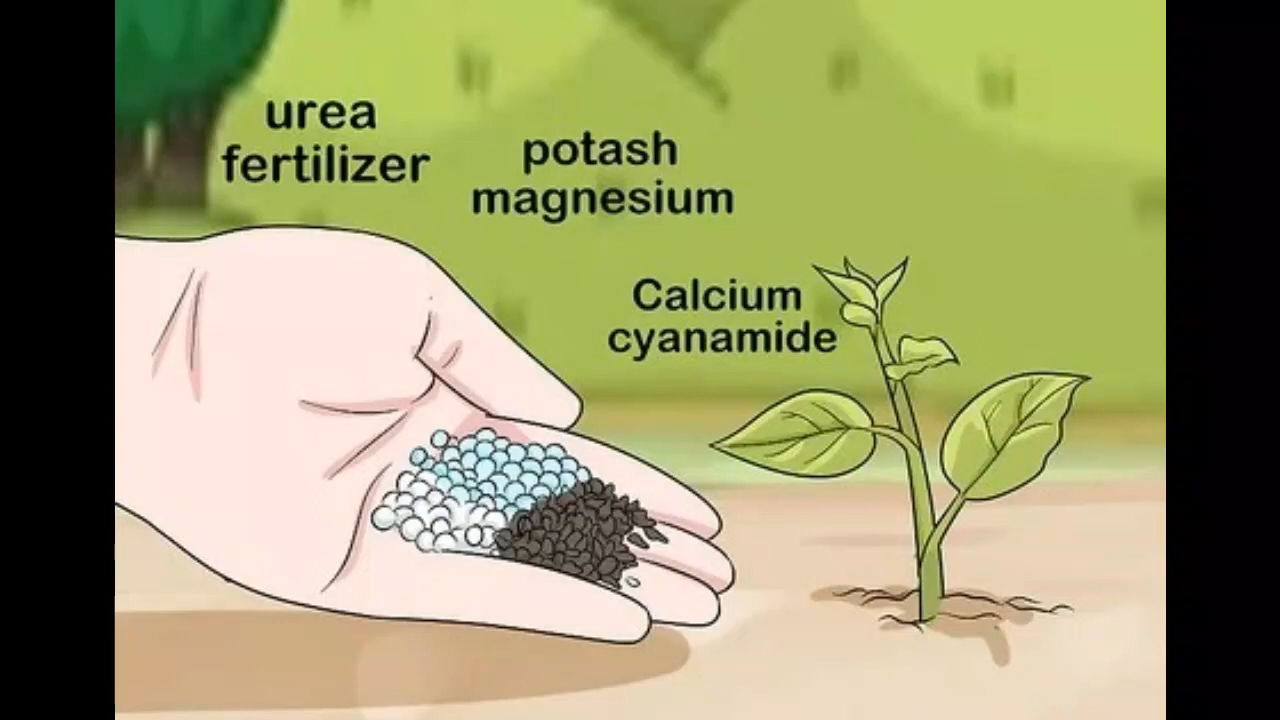 urea
fertilizer
potash
magnesium
Calcium
cyanamide